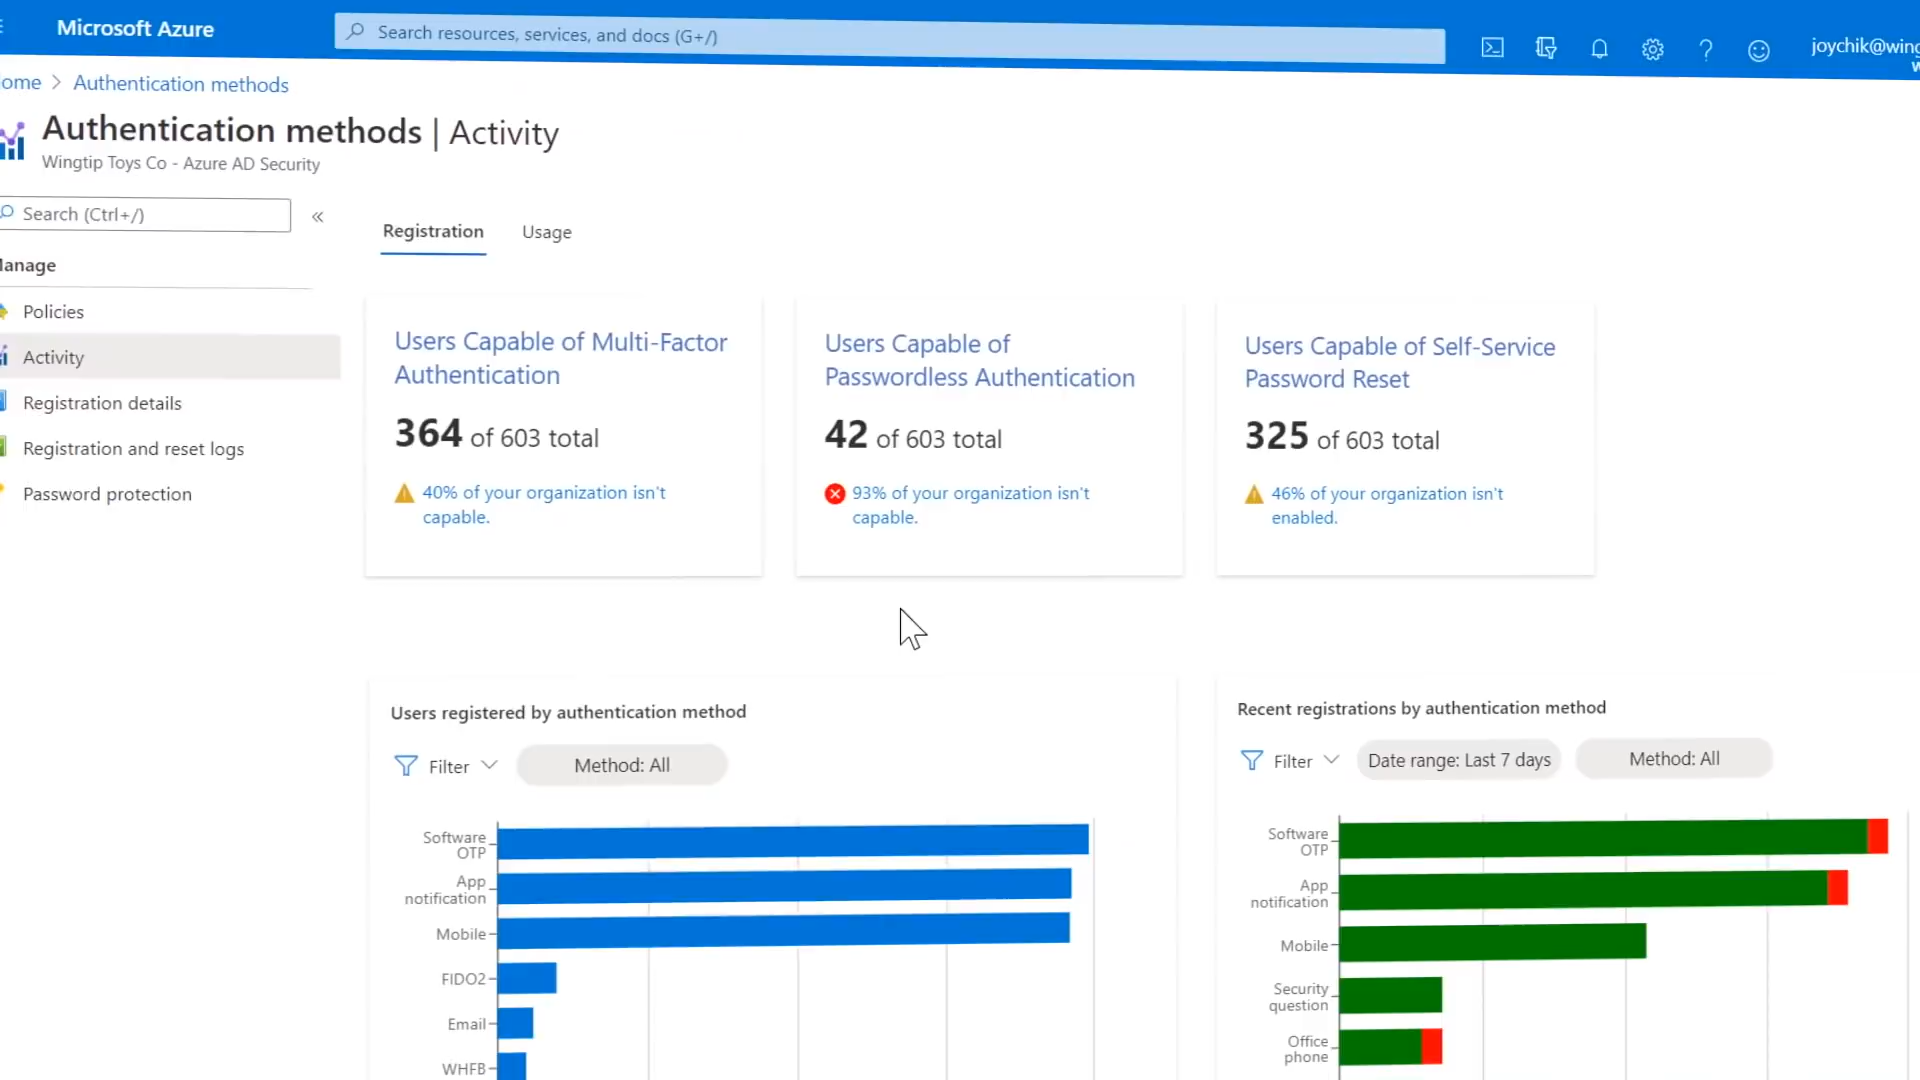 Microsoft Azure
Search resources, services, and docs (G+/)
joychik@wing
W
ome > Authentication methods
Authentication methods | Activity
Wingtip Toys Co - Azure AD Security
Search (Ctrl+/)
«
anage
Policies
Activity
Registration details
Registration and reset logs
Password protection
Registration
Usage
Users Capable of Multi-Factor
Authentication
364 of 603 total
40% of your organization isn't
capable.
Users Capable of
Passwordless Authentication
42 of 603 total
93% of your organization isn't
capable.
Users Capable of Self-Service
Password Reset
325 of 603 total
46% of your organization isn't
enabled.
Users registered by authentication method
Filter
Method: All
Software
OTP
App
notification
Mobile
FIDO2
Email
WHFB
Recent registrations by authentication method
Filter
Date range: Last 7 days
Method: All
Software
OTP
App
notification
Mobile
Security
question
Office
phone